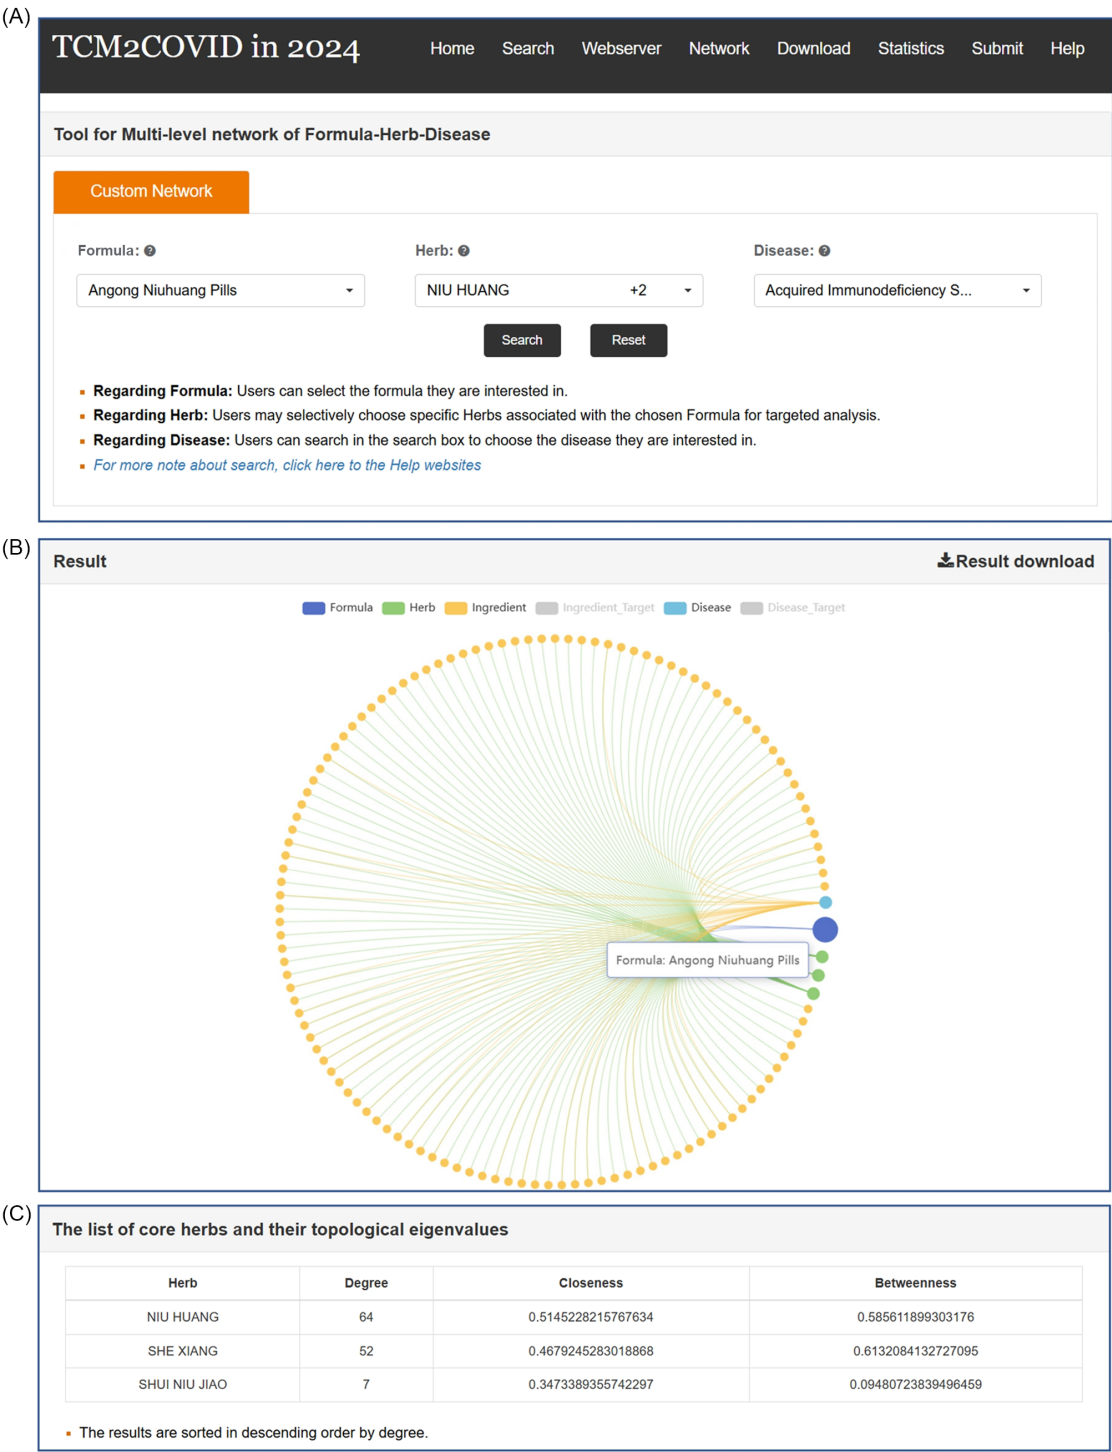 (A)
TCM2COVID in 2024 Home Search Webserver Network Download Statistics Submit Help
Tool for Multi-level network of Formula-Herb-Disease
Custom Network
Formula: Herb: Disease:
Angong Niuhuang Pills NIU HUANG +2 Acquired Immunodeficiency S...
Search Reset
Regarding Formula: Users can select the formula they are interested in.
Regarding Herb: Users may selectively choose specific Herbs associated with the chosen Formula for targeted analysis.
Regarding Disease: Users can search in the search box to choose the disease they are interested in.
For more note about search, click here to the Help websites
(B)
Result Result download
Formula Herb Ingredient Ingredient_Target Disease Disease_Target
Formula: Angong Niuhuang Pills
(C)
The list of core herbs and their topological eigenvalues
Herb Degree Closeness Betweenness
NIU HUANG 64 0.5145228215767634 0.585611899303176
SHE XIANG 52 0.4679245283018868 0.6132084132727095
SHUI NIU JIAO 7 0.3473389355742297 0.09480723839496459
The results are sorted in descending order by degree.